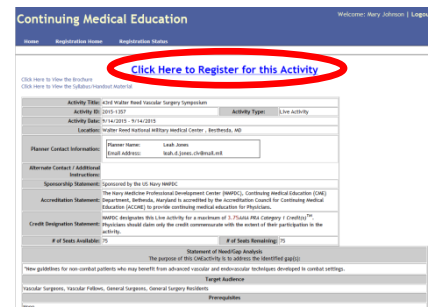 Continuing Medical Education
Welcome: Mary Johnson | Logou
Home Registration Home Registration Status
Click Here to Register for this Activity
Click Here to View the Brochure
Click Here to View the Syllabus/Handout Material
Activity Title: 43rd Walter Reed Vascular Surgery Symposium
Activity ID: 2015-1357 Activity Type: Live Activity
Activity Date: 9/14/2015 - 9/14/2015
Location: Walter Reed National Military Medical Center , Bethesda, MD
Planner Contact Information: Planner Name: Leah Jones
Email Address: leah.d.jones.civ@mail.mil
Alternate Contact / Additional
Instructions:
Sponsorship Statement: Sponsored by the US Navy NMPDC
Accreditation Statement: The Navy Medicine Professional Development Center (NMPDC), Continuing Medical Education (CME)
Department, Bethesda, Maryland is accredited by the Accreditation Council for Continuing Medical
Education (ACCME) to provide continuing medical education for Physicians.
Credit Designation Statement: NMPDC designates this Live Activity for a maximum of 3.75 AMA PRA Category 1 Credit(s)™.
Physicians should claim only the credit commensurate with the extent of their participation in the
activity.
# of Seats Available: 75 # of Seats Remaining: 75
Statement of Need/Gap Analysis
The purpose of this CME activity is to address the identified gap(s):
"New guidelines for non-combat patients who may benefit from advanced vascular and endovascular techniques developed in combat settings.
Target Audience
Vascular Surgeons, Vascular Fellows, General Surgeons, General Surgery Residents
Prerequisites